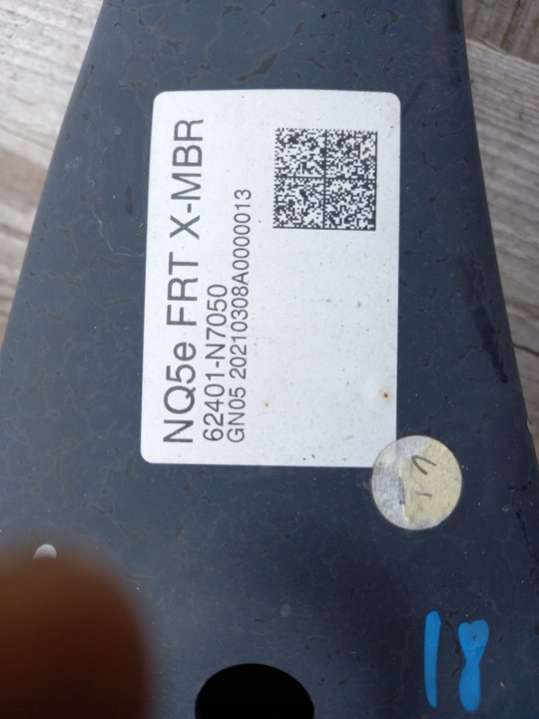 NQ5e FRT X-MBR
62401-N7050
GN05 20210308A0000013
18